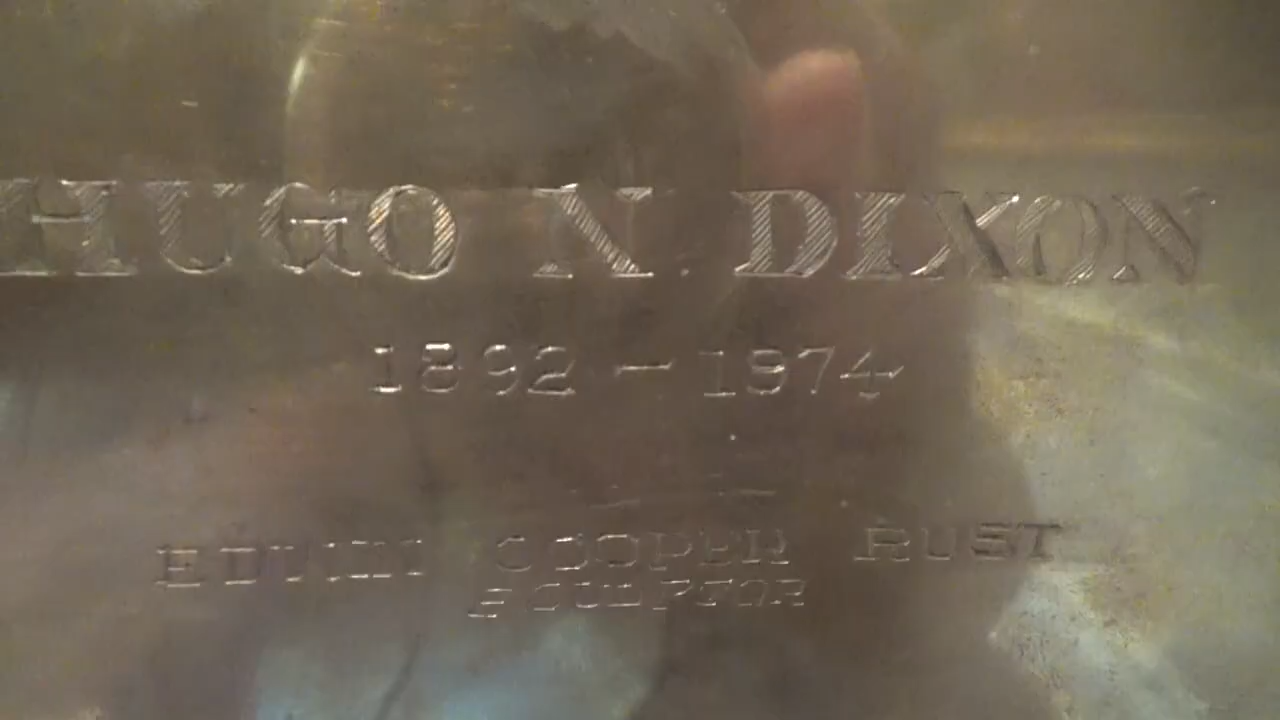 HUGO N. DIXON
1892 - 1974
EDWIN COOPER RUST
SCULPTOR